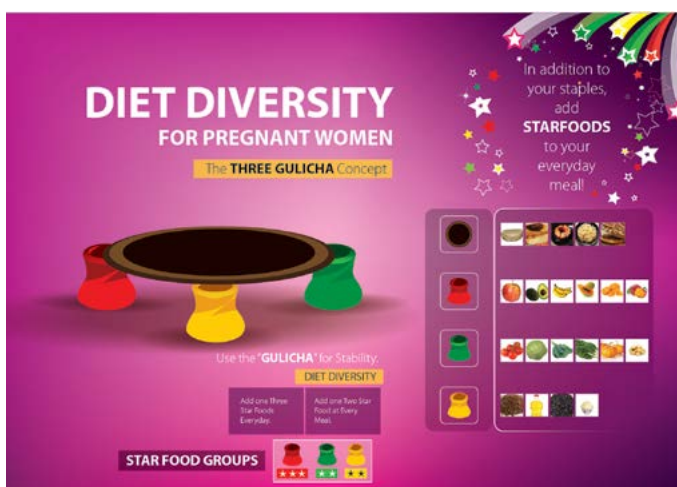 DIET DIVERSITY
FOR PREGNANT WOMEN
The THREE GULICHA Concept
In addition to
your staples,
add
STARFOODS
to your
everyday
meal!
Use the 'GULICHA' for Stability.
DIET DIVERSITY
Add one Three
Star Foods
Everyday.
Add one Two Star
Food at Every
Meal.
STAR FOOD GROUPS